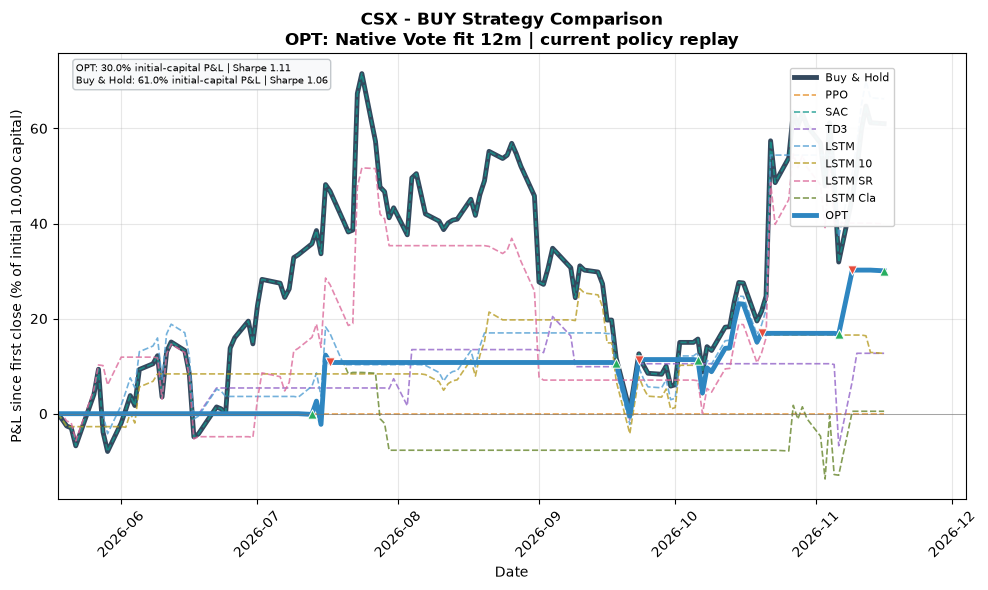 CSX - BUY Strategy Comparison
OPT: Native Vote fit 12m | current policy replay
OPT: 30.0% initial-capital P&L | Sharpe 1.11
Buy & Hold: 61.0% initial-capital P&L | Sharpe 1.06
Buy & Hold
PPO
SAC
TD3
LSTM
LSTM 10
LSTM SR
LSTM Cla
OPT
P&L since first close (% of initial 10,000 capital)
60
40
20
0
2026-06
2026-07
2026-08
2026-09
2026-10
2026-11
2026-12
Date